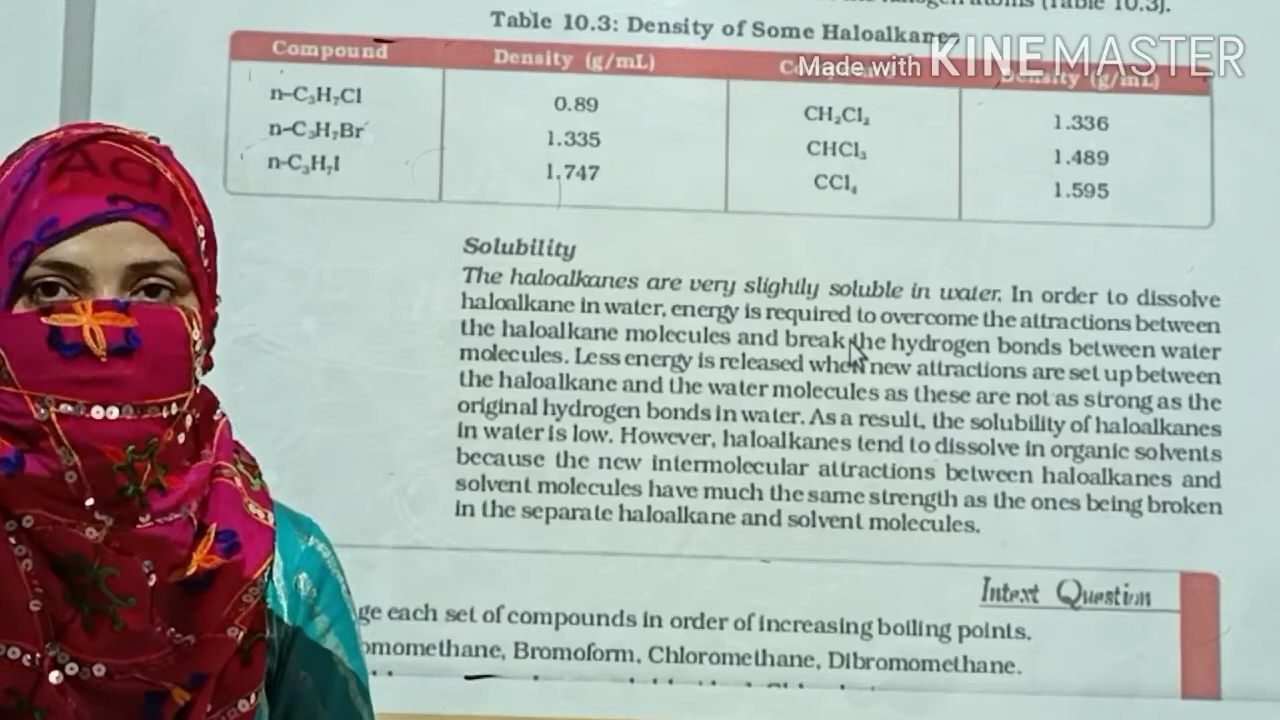 (Table 10.3).
Table 10.3: Density of Some Haloalkanes
Compound Density (g/mL) Density (g/mL)
Made with KINEMASTER
n–C₃H₇Cl 0.89 CH₂Cl₂ 1.336
n–C₃H₇Br 1.335 CHCl₃ 1.489
n–C₃H₇I 1.747 CCl₄ 1.595
Solubility
The haloalkanes are very slightly soluble in water. In order to dissolve
haloalkane in water, energy is required to overcome the attractions between
the haloalkane molecules and break the hydrogen bonds between water
molecules. Less energy is released when new attractions are set up between
the haloalkane and the water molecules as these are not as strong as the
original hydrogen bonds in water. As a result, the solubility of haloalkanes
in water is low. However, haloalkanes tend to dissolve in organic solvents
because the new intermolecular attractions between haloalkanes and
solvent molecules have much the same strength as the ones being broken
in the separate haloalkane and solvent molecules.
Intext Question
ge each set of compounds in order of increasing boiling points.
omomethane, Bromoform, Chloromethane, Dibromomethane.